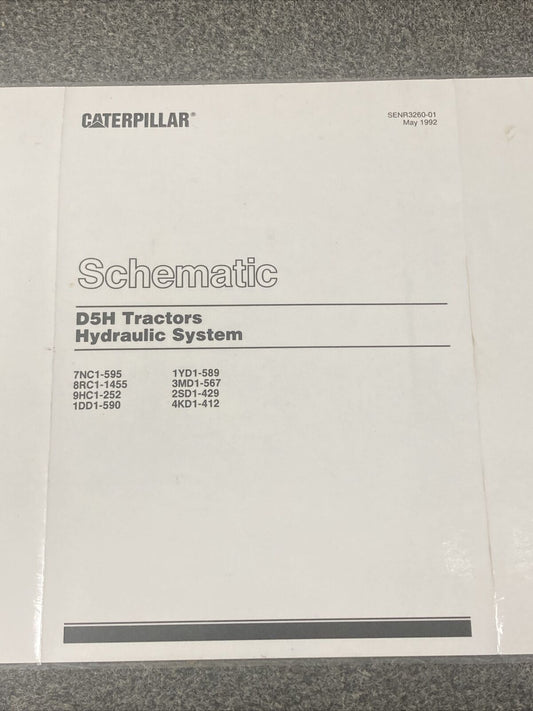 CATERPILLAR®
SENR3260-01
May 1992
Schematic
D5H Tractors
Hydraulic System
7NC1-595
8RC1-1455
9HC1-252
1DD1-590
1YD1-589
3MD1-567
2SD1-429
4KD1-412